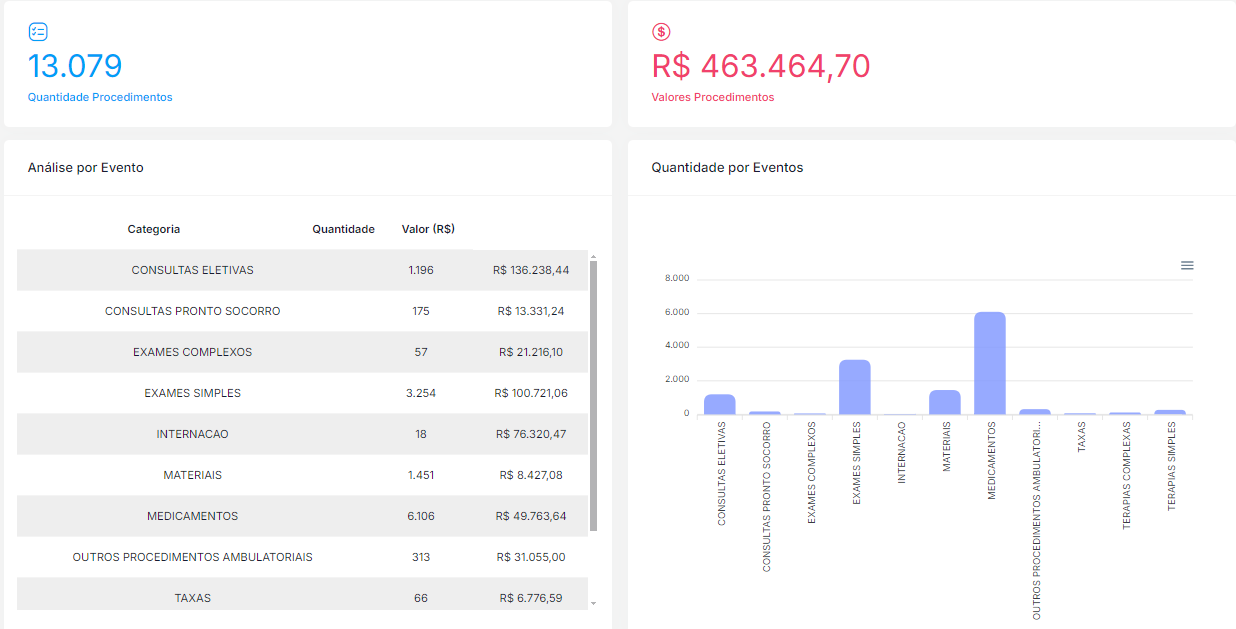 13.079
Quantidade Procedimentos
R$ 463.464,70
Valores Procedimentos
Análise por Evento
Categoria Quantidade Valor (R$)
CONSULTAS ELETIVAS 1.196 R$ 136.238,44
CONSULTAS PRONTO SOCORRO 175 R$ 13.331,24
EXAMES COMPLEXOS 57 R$ 21.216,10
EXAMES SIMPLES 3.254 R$ 100.721,06
INTERNACAO 18 R$ 76.320,47
MATERIAIS 1.451 R$ 8.427,08
MEDICAMENTOS 6.106 R$ 49.763,64
OUTROS PROCEDIMENTOS AMBULATORIAIS 313 R$ 31.055,00
TAXAS 66 R$ 6.776,59
Quantidade por Eventos
8.000
6.000
4.000
2.000
0
CONSULTAS ELETIVAS
CONSULTAS PRONTO SOCORRO
EXAMES COMPLEXOS
EXAMES SIMPLES
INTERNACAO
MATERIAIS
MEDICAMENTOS
OUTROS PROCEDIMENTOS AMBULATORI...
TAXAS
TERAPIAS COMPLEXAS
TERAPIAS SIMPLES